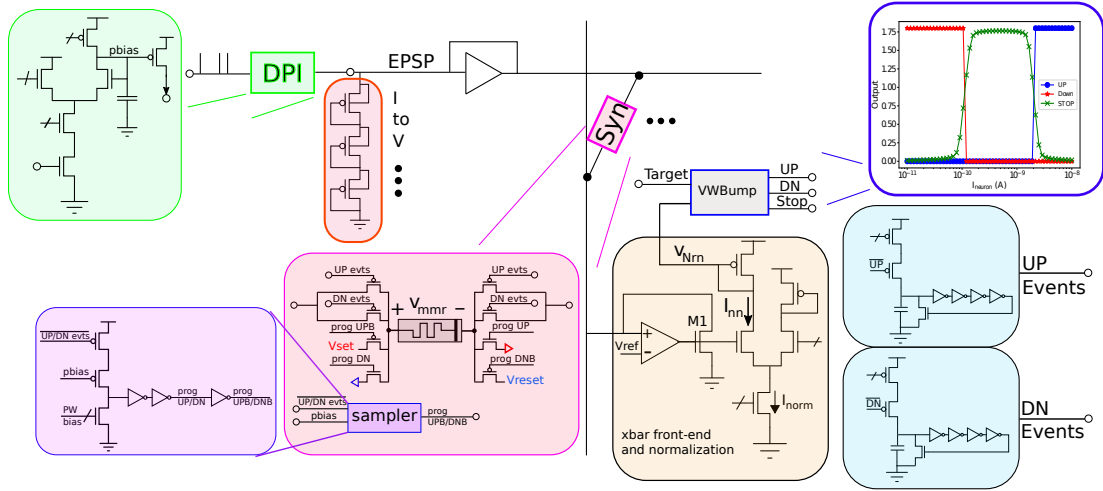 pbias
DPI
EPSP
I
to
V
Syn
Target
VWBump
UP
DN
Stop
Output
1.75
1.50
1.25
1.00
0.75
0.50
0.25
0.00
UP
Down
STOP
10⁻¹¹
10⁻¹⁰
10⁻⁹
10⁻⁸
I_neuron (A)
UP evts
DN evts
prog UPB
Vset
prog DN
+ V_mmr −
UP evts
DN evts
prog UP
prog DNB
Vreset
UP/DN evts
pbias
sampler
prog
UPB/DNB
UP/DN evts
pbias
PW
bias
prog
UP/DN
prog
UPB/DNB
V_Nrn
I_nn
M1
+
Vref
−
I_norm
xbar front-end
and normalization
UP
UP
Events
DN
DN
Events